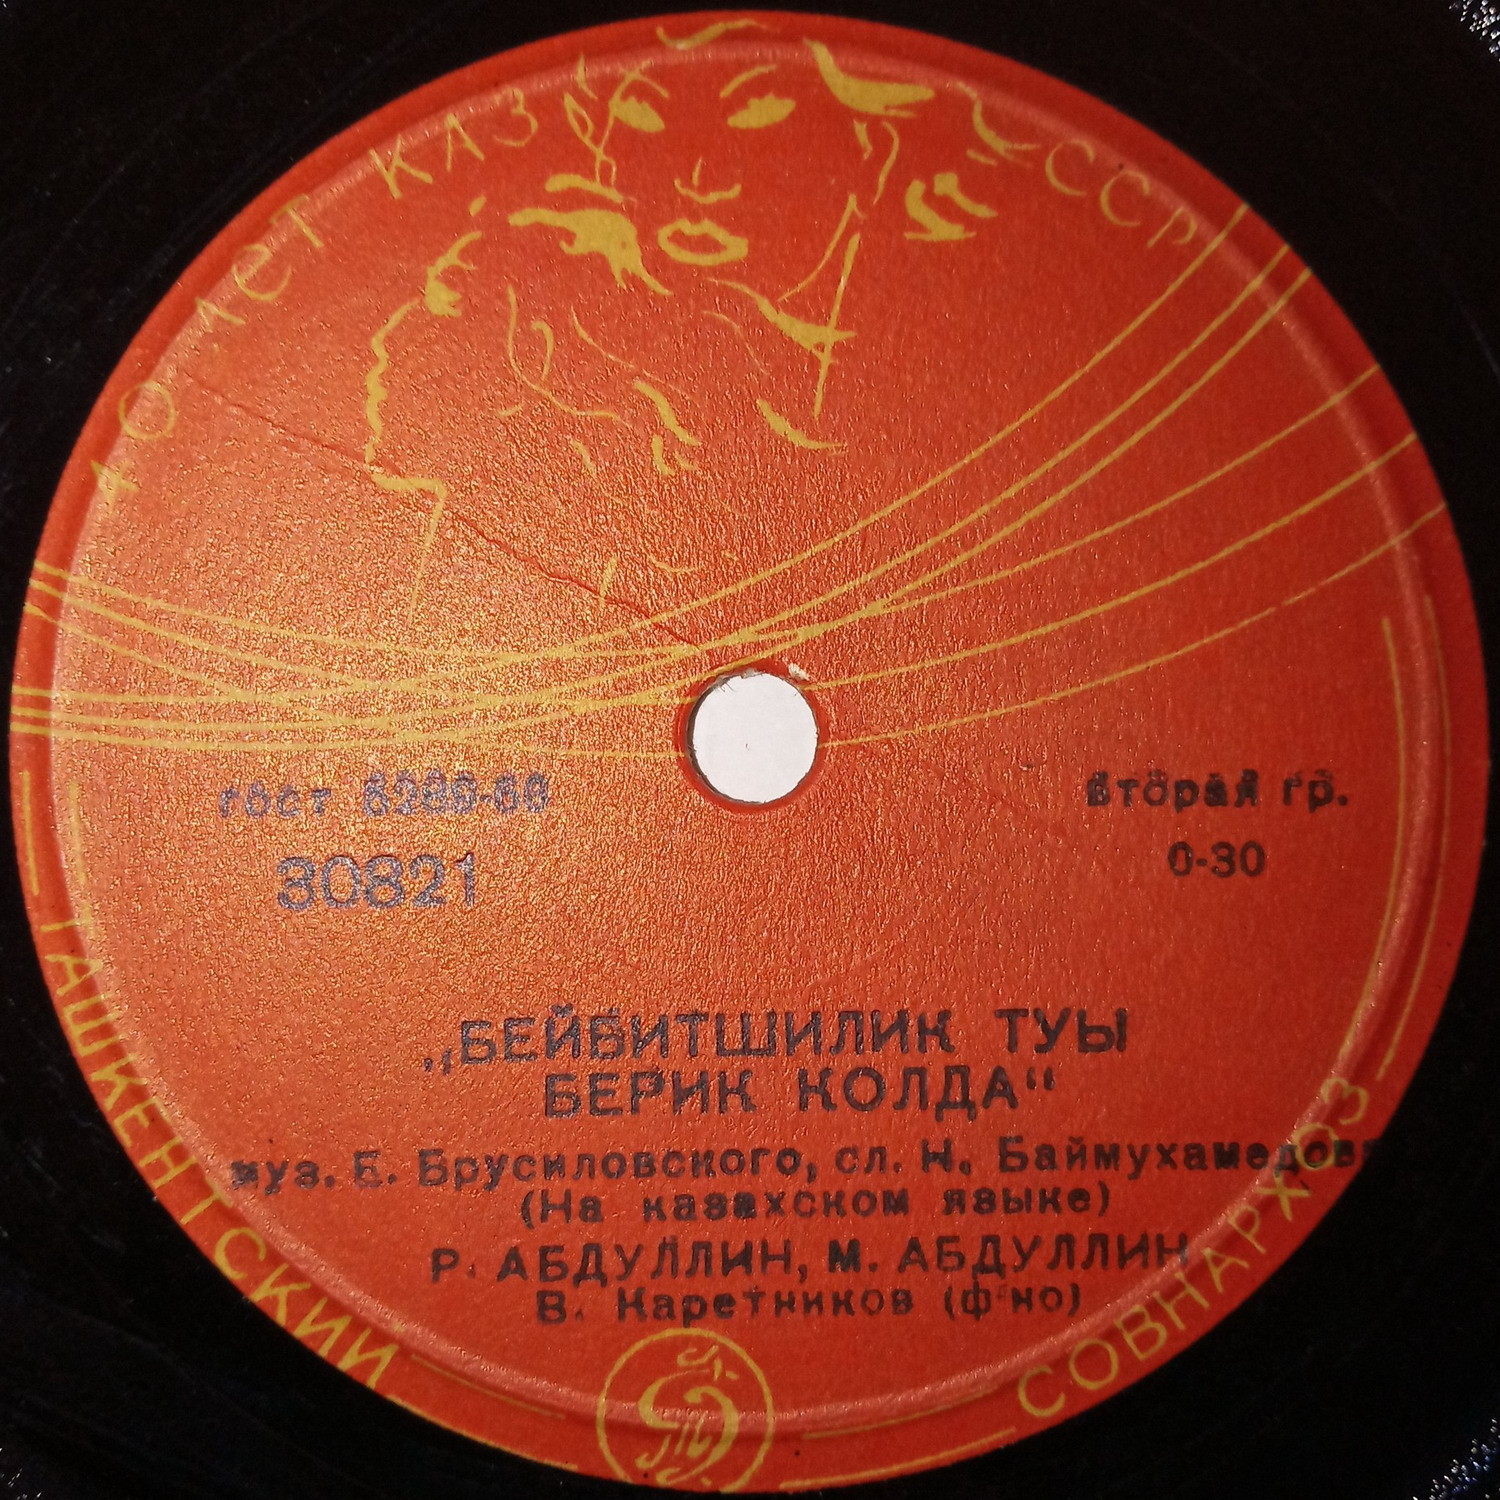 40 ЛЕТ КАЗ ССР
гост 5289-60
Вторая гр.
30821
0-30
„БЕЙБИТШИЛИК ТУЫ
БЕРИК КОЛДА“
муз. Е. Брусиловского, сл. Н. Баймухамедова
(На казахском языке)
Р. АБДУЛЛИН, М. АБДУЛЛИН
В. Каретников (ф-но)
ТАШКЕНТСКИЙ СОВНАРХОЗ